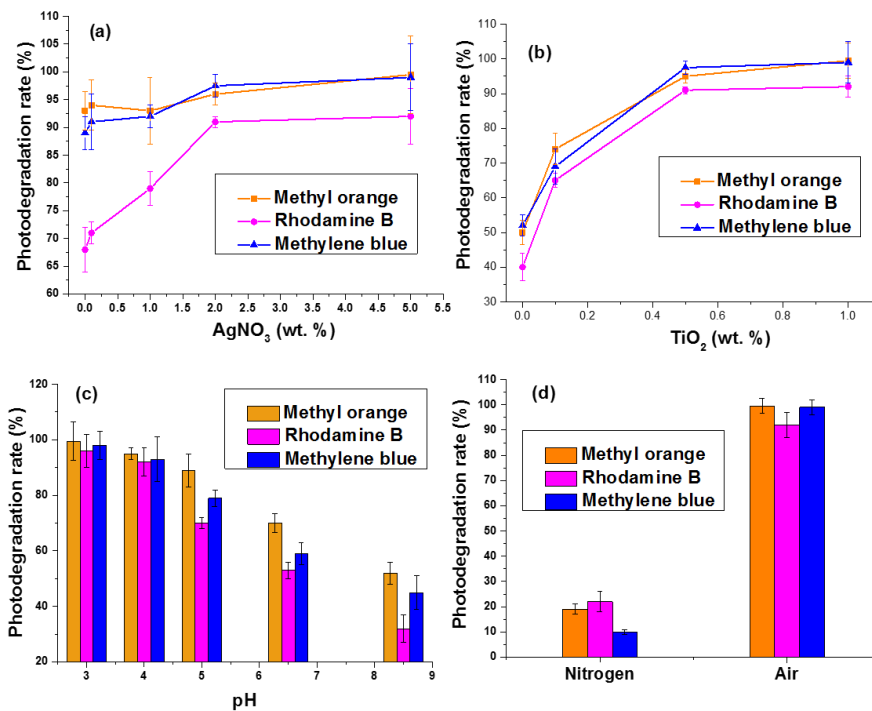 (a)
Photodegradation rate (%)
110
105
100
95
90
85
80
75
70
65
60
0.0 0.5 1.0 1.5 2.0 2.5 3.0 3.5 4.0 4.5 5.0 5.5
AgNO3 (wt. %)
Methyl orange
Rhodamine B
Methylene blue
(b)
Photodegradation rate (%)
110
100
90
80
70
60
50
40
30
0.0 0.2 0.4 0.6 0.8 1.0
TiO2 (wt. %)
Methyl orange
Rhodamine B
Methylene blue
(c)
Photodegradation rate (%)
120
100
80
60
40
20
3 4 5 6 7 8 9
pH
Methyl orange
Rhodamine B
Methylene blue
(d)
Photodegradation rate (%)
110
100
90
80
70
60
50
40
30
20
10
0
Nitrogen Air
Methyl orange
Rhodamine B
Methylene blue